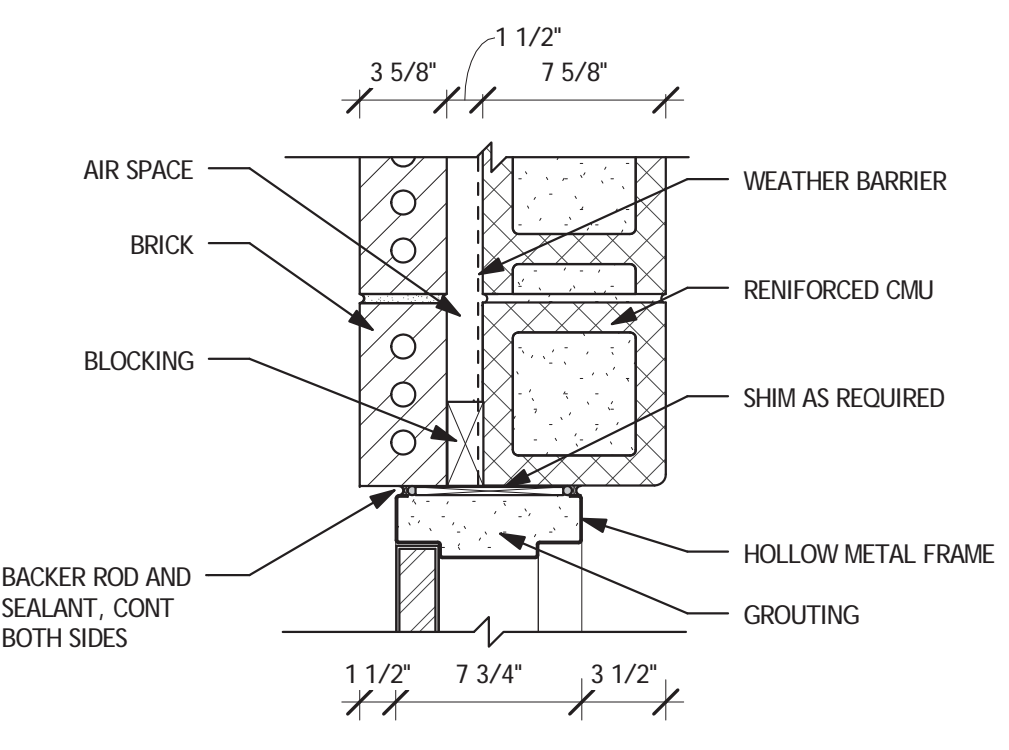 1 1/2"
3 5/8"
7 5/8"
AIR SPACE
WEATHER BARRIER
BRICK
RENIFORCED CMU
BLOCKING
SHIM AS REQUIRED
HOLLOW METAL FRAME
BACKER ROD AND
SEALANT, CONT
BOTH SIDES
GROUTING
1 1/2"
7 3/4"
3 1/2"